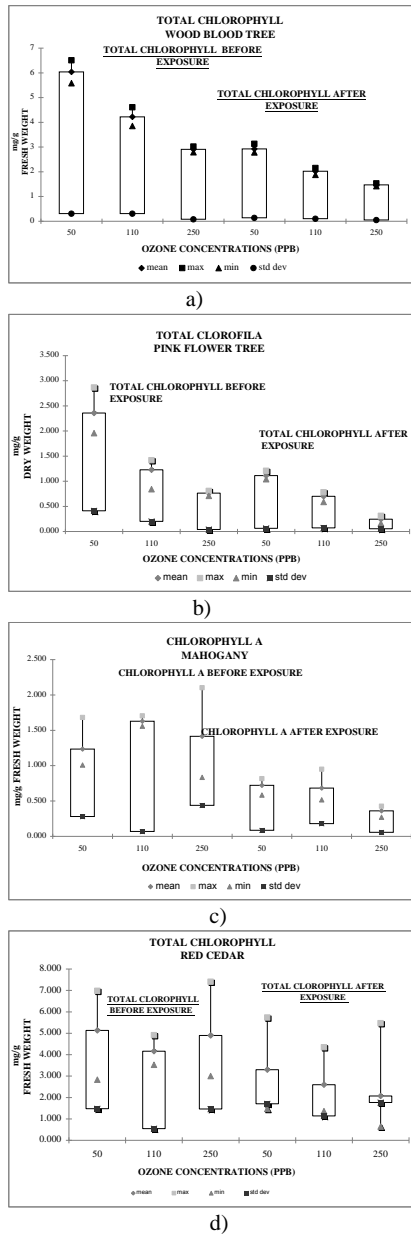 TOTAL CHLOROPHYLL
WOOD BLOOD TREE
TOTAL CHLOROPHYLL BEFORE
EXPOSURE
TOTAL CHLOROPHYLL AFTER
EXPOSURE
mg/g
FRESH WEIGHT
7
6
5
4
3
2
1
0
50 110 250 50 110 250
OZONE CONCENTRATIONS (PPB)
mean max min std dev
a)
TOTAL CLOROFILA
PINK FLOWER TREE
TOTAL CHLOROPHYLL BEFORE
EXPOSURE
TOTAL CHLOROPHYLL AFTER
EXPOSURE
mg/g
DRY WEIGHT
3.500
3.000
2.500
2.000
1.500
1.000
0.500
0.000
50 110 250 50 110 250
OZONE CONCENTRATIONS (PPB)
mean max min std dev
b)
CHLOROPHYLL A
MAHOGANY
CHLOROPHYLL A BEFORE EXPOSURE
CHLOROPHYLL A AFTER EXPOSURE
mg/g FRESH WEIGHT
2.500
2.000
1.500
1.000
0.500
0.000
50 110 250 50 110 250
OZONE CONCENTRATIONS (PPB)
mean max min std dev
c)
TOTAL CHLOROPHYLL
RED CEDAR
TOTAL CLOROPHYLL
BEFORE EXPOSURE
TOTAL CLOROPHYLL AFTER
EXPOSURE
mg/g
FRESH WEIGHT
8.000
7.000
6.000
5.000
4.000
3.000
2.000
1.000
0.000
50 110 250 50 110 250
OZONE CONCENTRATIONS (PPB)
mean max min std dev
d)